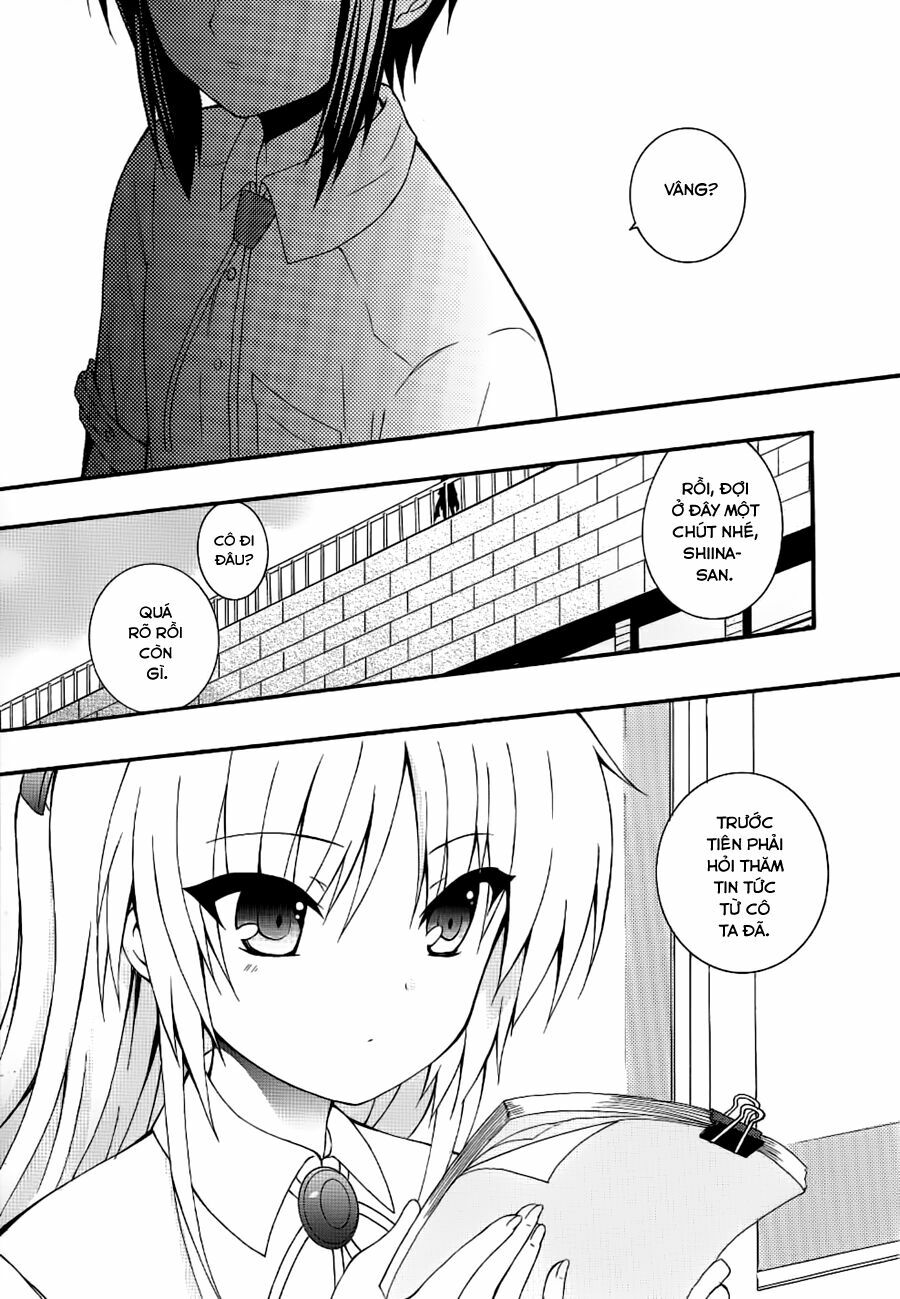 VÂNG?
RỒI, ĐỢI
Ở ĐÂY MỘT
CHÚT NHÉ,
SHIINA-
SAN.
CÔ ĐI
ĐÂU?
QUÁ
RÕ RỒI
CÒN
GÌ.
TRƯỚC
TIÊN PHẢI
HỎI THĂM
TIN TỨC
TỪ CÔ
TA ĐÃ.